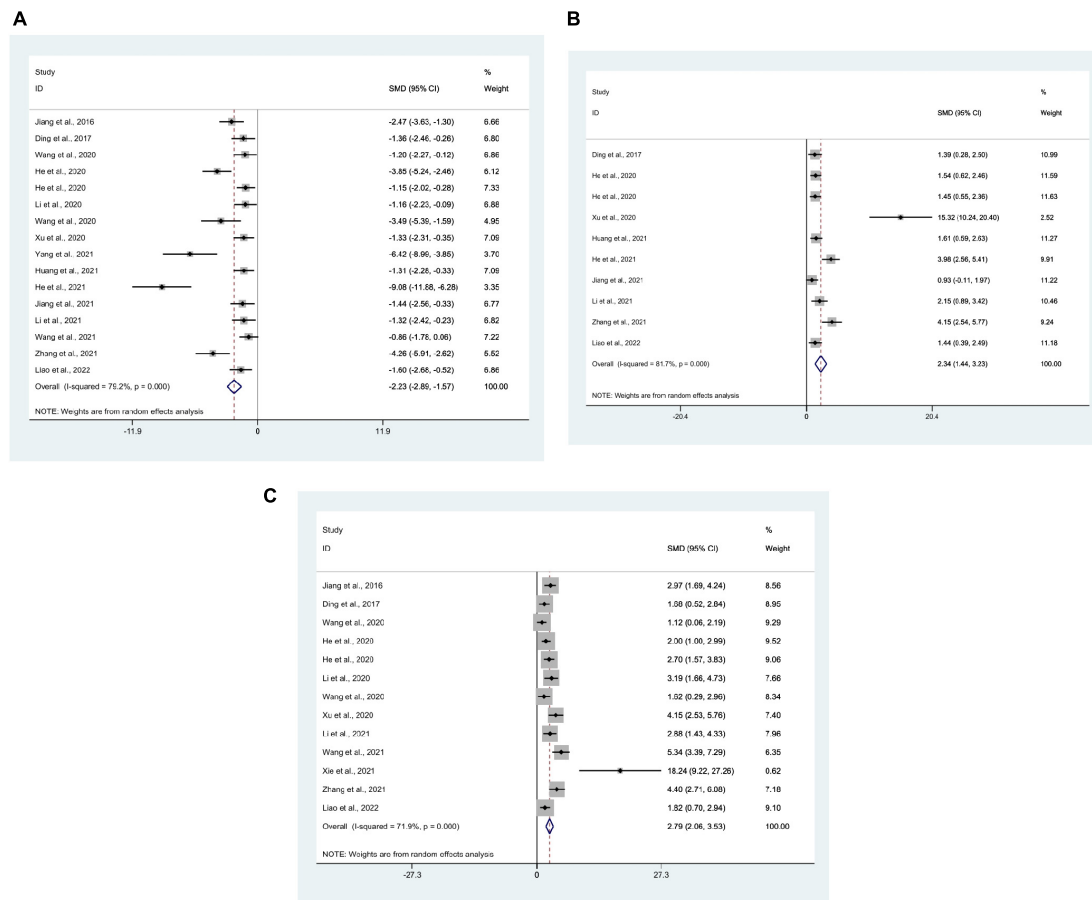 A
Study %
ID SMD (95% CI) Weight
Jiang et al., 2016 -2.47 (-3.63, -1.30) 6.66
Ding et al., 2017 -1.36 (-2.46, -0.26) 6.80
Wang et al., 2020 -1.20 (-2.27, -0.12) 6.86
He et al., 2020 -3.85 (-5.24, -2.46) 6.12
He et al., 2020 -1.15 (-2.02, -0.28) 7.33
Li et al., 2020 -1.16 (-2.23, -0.09) 6.88
Wang et al., 2020 -3.49 (-5.39, -1.59) 4.95
Xu et al., 2020 -1.33 (-2.31, -0.35) 7.09
Yang et al., 2021 -6.42 (-8.99, -3.85) 3.70
Huang et al., 2021 -1.31 (-2.28, -0.33) 7.09
He et al., 2021 -9.08 (-11.88, -6.28) 3.35
Jiang et al., 2021 -1.44 (-2.56, -0.33) 6.77
Li et al., 2021 -1.32 (-2.42, -0.23) 6.82
Wang et al., 2021 -0.86 (-1.78, 0.06) 7.22
Zhang et al., 2021 -4.26 (-5.91, -2.62) 5.52
Liao et al., 2022 -1.60 (-2.68, -0.52) 6.86
Overall (I-squared = 79.2%, p = 0.000) -2.23 (-2.89, -1.57) 100.00
NOTE: Weights are from random effects analysis
-11.9 0 11.9
B
Study %
ID SMD (95% CI) Weight
Ding et al., 2017 1.39 (0.28, 2.50) 10.99
He et al., 2020 1.54 (0.62, 2.46) 11.59
He et al., 2020 1.45 (0.55, 2.36) 11.63
Xu et al., 2020 15.32 (10.24, 20.40) 2.52
Huang et al., 2021 1.61 (0.59, 2.63) 11.27
He et al., 2021 3.98 (2.56, 5.41) 9.91
Jiang et al., 2021 0.93 (-0.11, 1.97) 11.22
Li et al., 2021 2.15 (0.89, 3.42) 10.46
Zhang et al., 2021 4.15 (2.54, 5.77) 9.24
Liao et al., 2022 1.44 (0.39, 2.49) 11.18
Overall (I-squared = 81.7%, p = 0.000) 2.34 (1.44, 3.23) 100.00
NOTE: Weights are from random effects analysis
-20.4 0 20.4
C
Study %
ID SMD (95% CI) Weight
Jiang et al., 2016 2.97 (1.69, 4.24) 8.56
Ding et al., 2017 1.68 (0.52, 2.84) 8.95
Wang et al., 2020 1.12 (0.06, 2.19) 9.29
He et al., 2020 2.00 (1.00, 2.99) 9.52
He et al., 2020 2.70 (1.57, 3.83) 9.06
Li et al., 2020 3.19 (1.66, 4.73) 7.66
Wang et al., 2020 1.62 (0.29, 2.96) 8.34
Xu et al., 2020 4.15 (2.53, 5.76) 7.40
Li et al., 2021 2.88 (1.43, 4.33) 7.96
Wang et al., 2021 5.34 (3.39, 7.29) 6.35
Xie et al., 2021 18.24 (9.22, 27.26) 0.62
Zhang et al., 2021 4.40 (2.71, 6.08) 7.18
Liao et al., 2022 1.82 (0.70, 2.94) 9.10
Overall (I-squared = 71.9%, p = 0.000) 2.79 (2.06, 3.53) 100.00
NOTE: Weights are from random effects analysis
-27.3 0 27.3